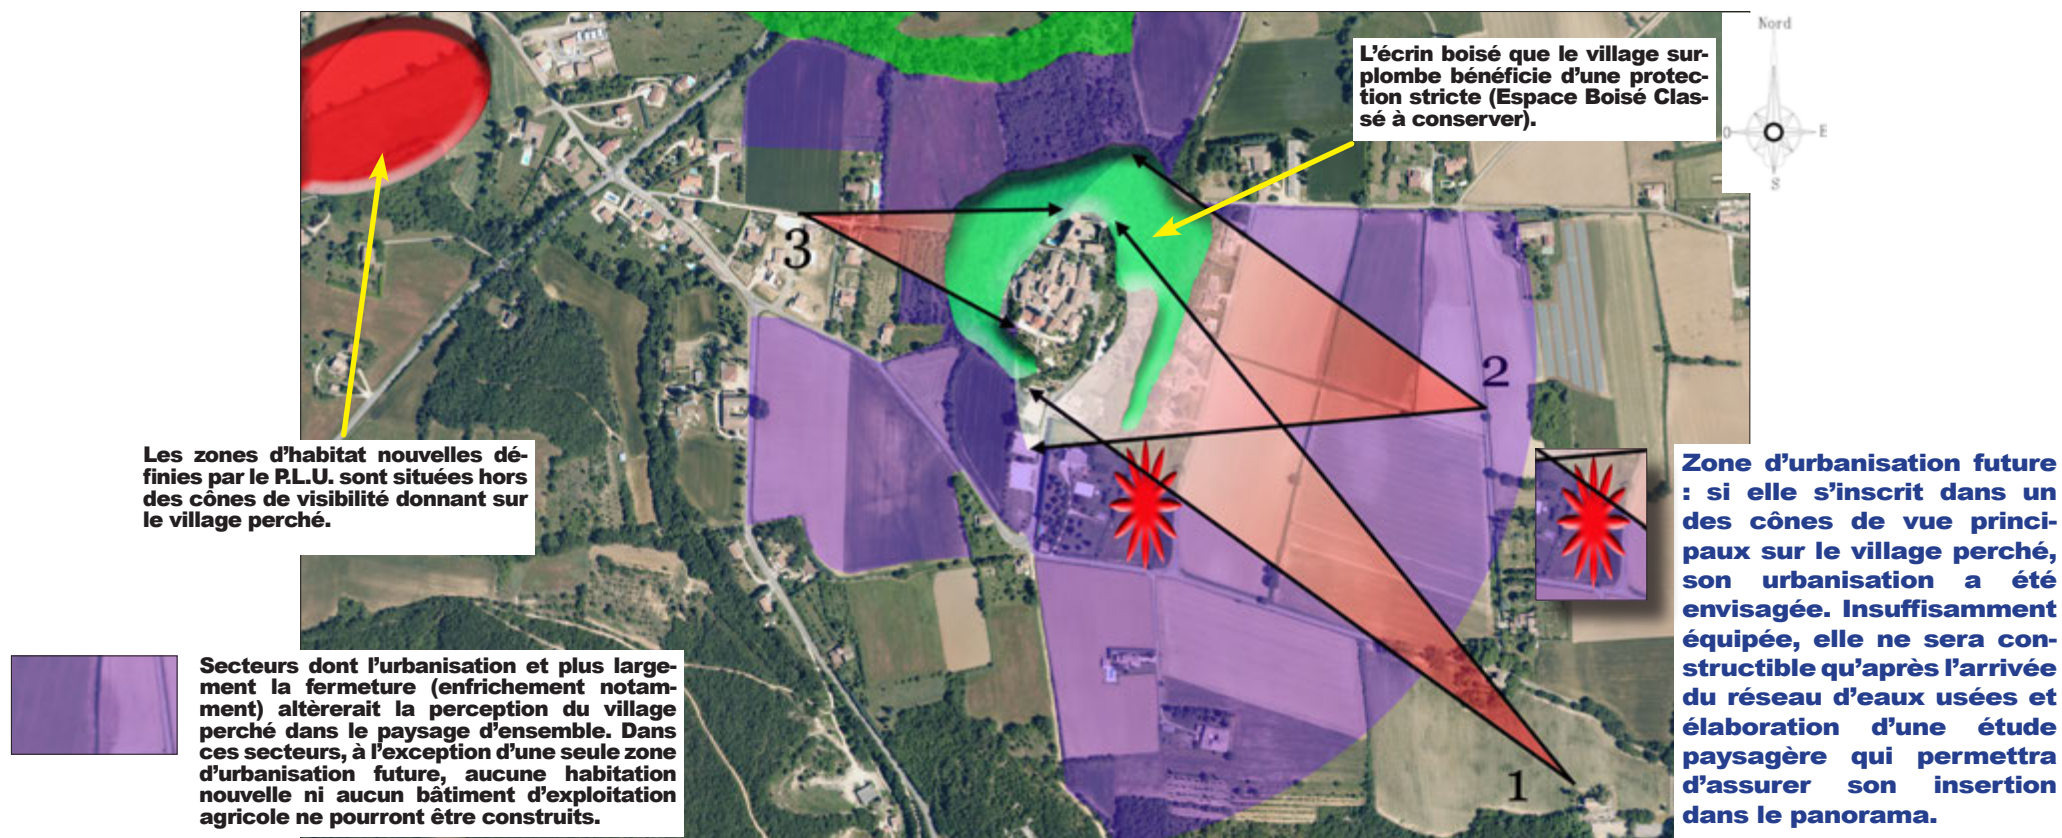 Nord
O
E
S
L'écrin boisé que le village sur-
plombe bénéficie d'une protec-
tion stricte (Espace Boisé Clas-
sé à conserver).
3
2
1
Les zones d'habitat nouvelles dé-
finies par le P.L.U. sont situées hors
des cônes de visibilité donnant sur
le village perché.
Zone d'urbanisation future
: si elle s'inscrit dans un
des cônes de vue princi-
paux sur le village perché,
son urbanisation a été
envisagée. Insuffisamment
équipée, elle ne sera con-
structible qu'après l'arrivée
du réseau d'eaux usées et
élaboration d'une étude
paysagère qui permettra
d'assurer son insertion
dans le panorama.
Secteurs dont l'urbanisation et plus large-
ment la fermeture (enfrichement notam-
ment) altèrerait la perception du village
perché dans le paysage d'ensemble. Dans
ces secteurs, à l'exception d'une seule zone
d'urbanisation future, aucune habitation
nouvelle ni aucun bâtiment d'exploitation
agricole ne pourront être construits.